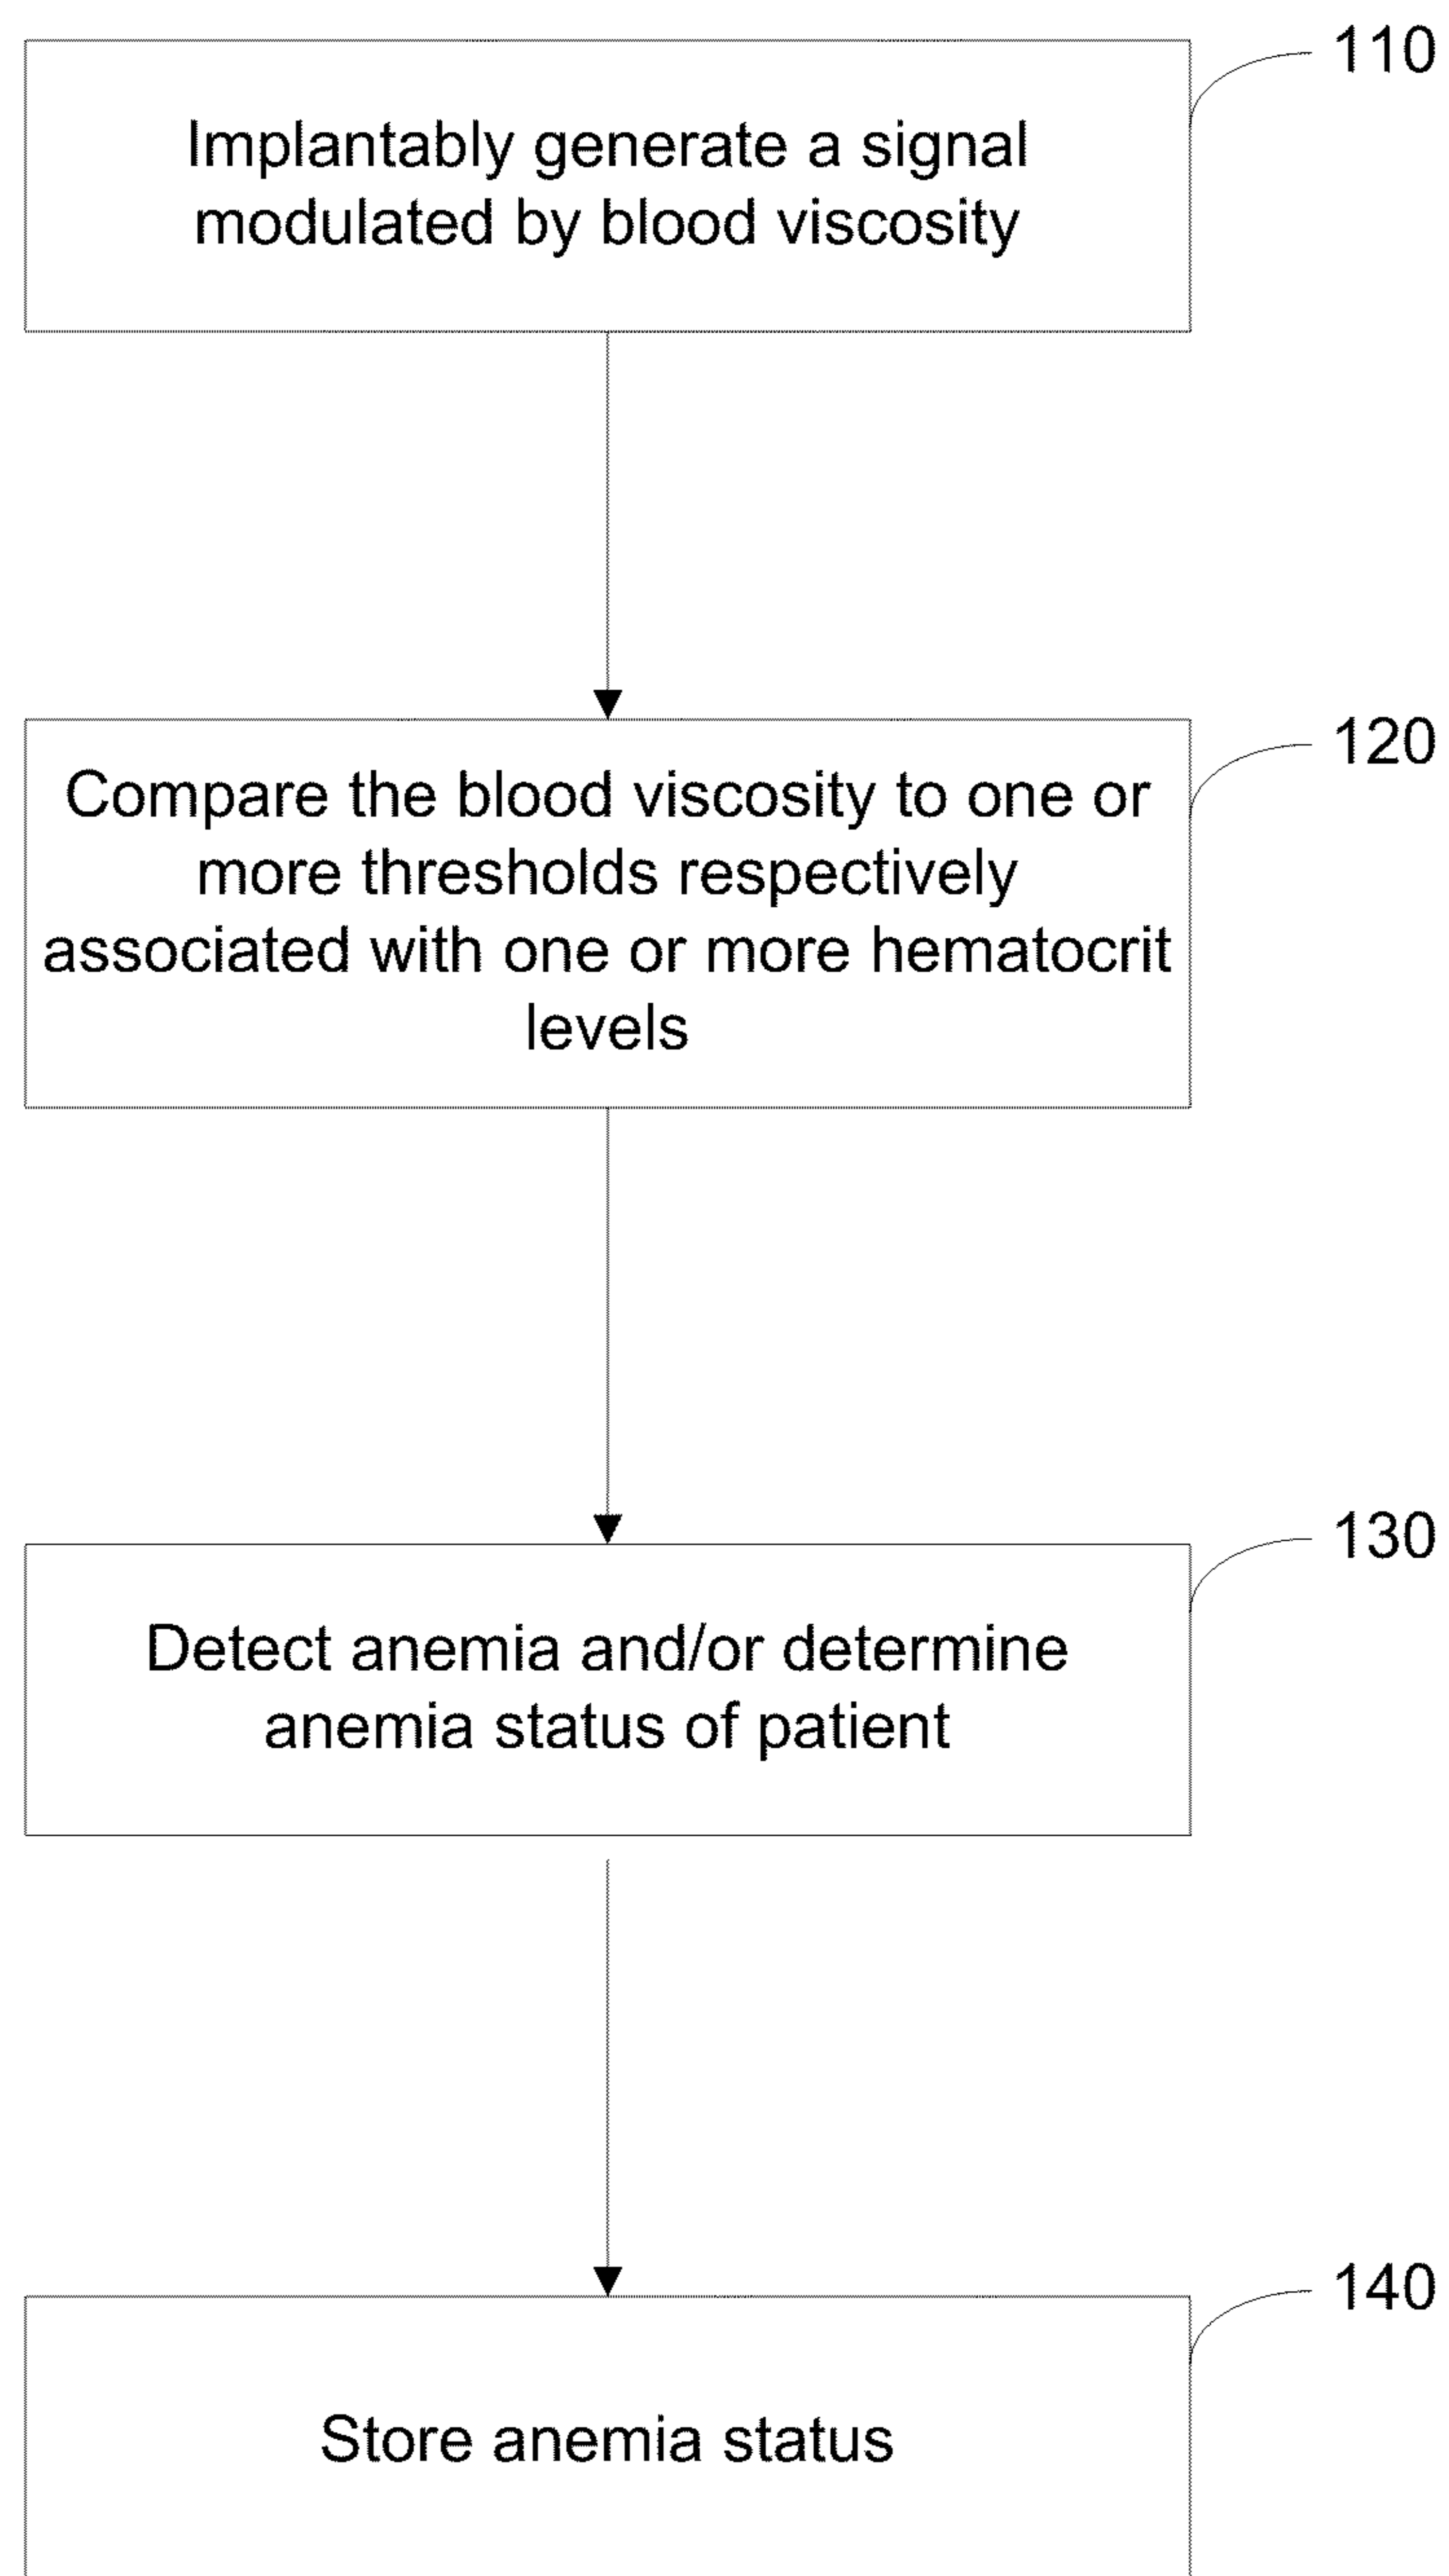 110
Implantably generate a signal
modulated by blood viscosity
120
Compare the blood viscosity to one or
more thresholds respectively
associated with one or more hematocrit
levels
130
Detect anemia and/or determine
anemia status of patient
140
Store anemia status